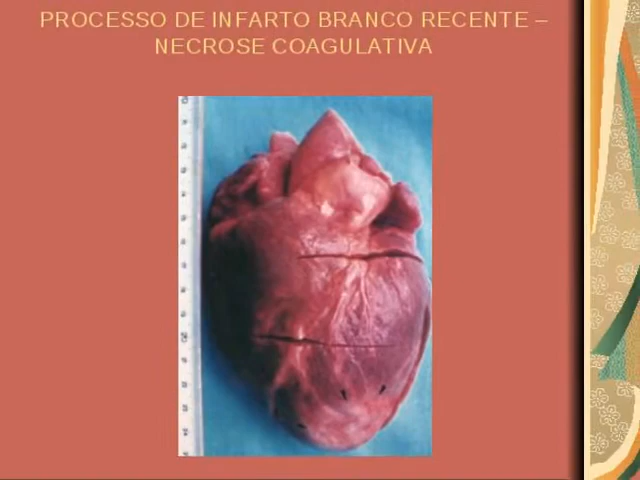 PROCESSO DE INFARTO BRANCO RECENTE –
NECROSE COAGULATIVA